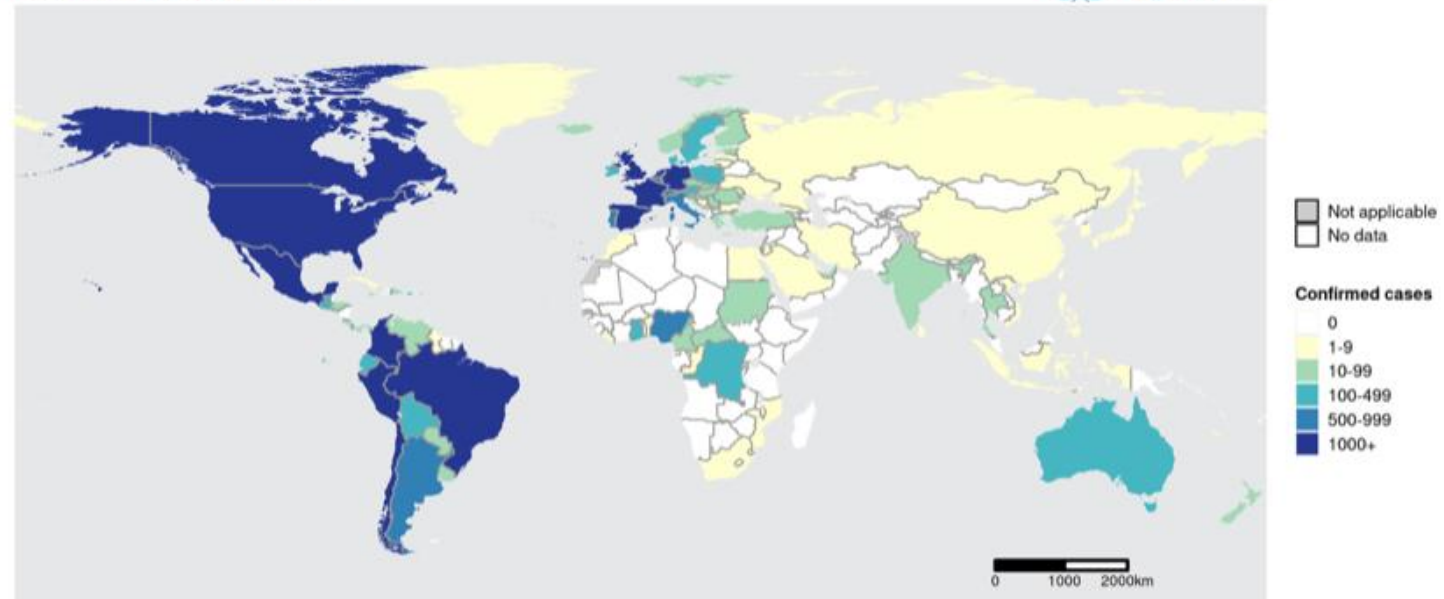 Not applicable
No data
Confirmed cases
0
1-9
10-99
100-499
500-999
1000+
0 1000 2000km